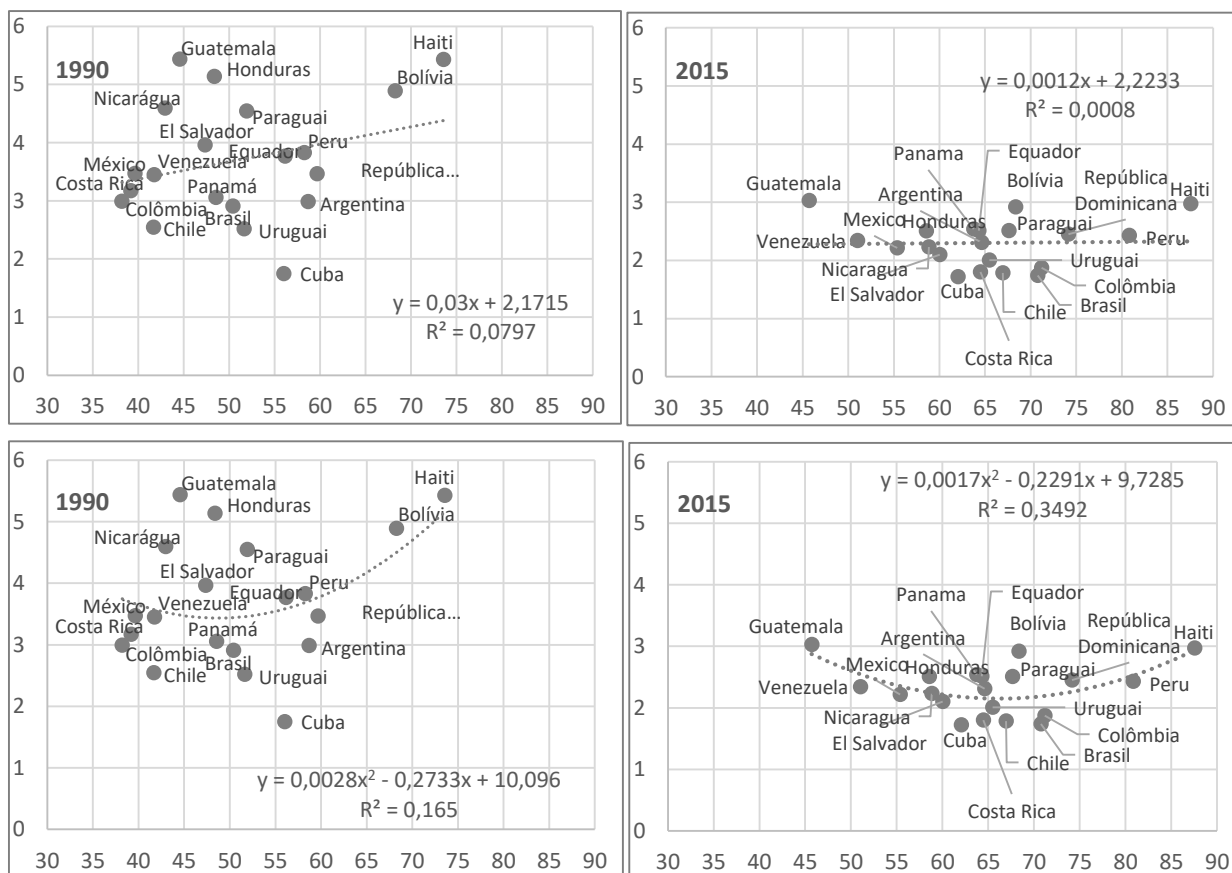 6
5
4
3
2
1
0
1990
Guatemala
Haiti
Honduras
Bolívia
Nicarágua
Paraguai
El Salvador
Equador
Peru
México
Venezuela
República...
Costa Rica
Panamá
Argentina
Colômbia
Brasil
Chile
Uruguai
Cuba
y = 0,03x + 2,1715
R² = 0,0797
30 35 40 45 50 55 60 65 70 75 80 85 90
6
5
4
3
2
1
0
2015
y = 0,0012x + 2,2233
R² = 0,0008
Panama
Equador
Guatemala
Argentina
Bolívia
República
Dominicana
Haiti
Mexico
Honduras
Paraguai
Venezuela
Peru
Nicaragua
Uruguai
El Salvador
Cuba
Colômbia
Chile
Brasil
Costa Rica
30 35 40 45 50 55 60 65 70 75 80 85 90
6
5
4
3
2
1
0
1990
Guatemala
Haiti
Honduras
Bolívia
Nicarágua
Paraguai
El Salvador
Equador
Peru
México
Venezuela
República...
Costa Rica
Panamá
Argentina
Colômbia
Brasil
Chile
Uruguai
Cuba
y = 0,0028x² - 0,2733x + 10,096
R² = 0,165
30 35 40 45 50 55 60 65 70 75 80 85 90
6
5
4
3
2
1
0
2015
y = 0,0017x² - 0,2291x + 9,7285
R² = 0,3492
Panama
Equador
Guatemala
Argentina
Bolívia
República
Dominicana
Haiti
Mexico
Honduras
Paraguai
Venezuela
Peru
Nicaragua
Uruguai
El Salvador
Cuba
Colômbia
Chile
Brasil
Costa Rica
30 35 40 45 50 55 60 65 70 75 80 85 90